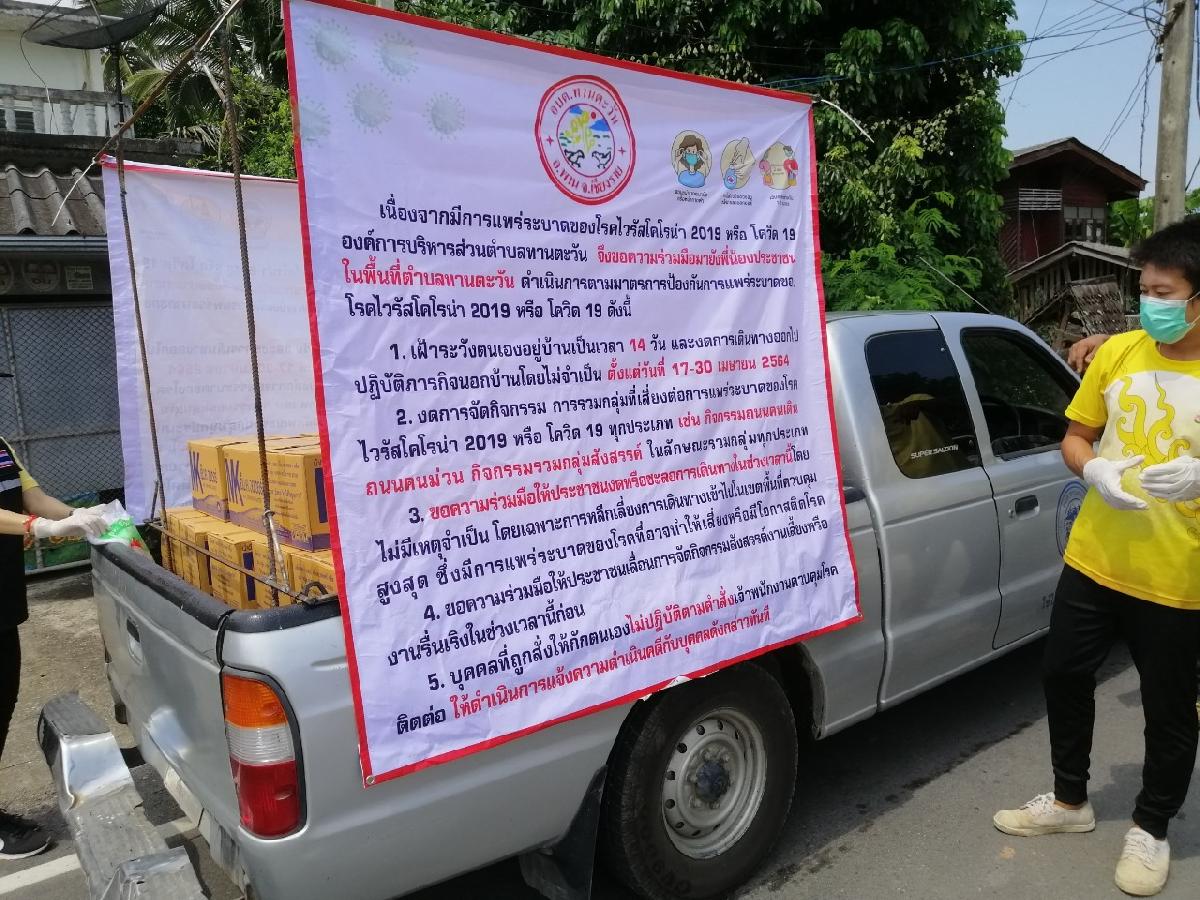 อบต.ทานตะวัน
อ.พาน จ.เชียงราย
เนื่องจากมีการแพร่ระบาดของโรคไวรัสโคโรน่า 2019 หรือ โควิด 19
องค์การบริหารส่วนตำบลทานตะวัน จึงขอความร่วมมือมายังพี่น้องประชาชน
ในพื้นที่ตำบลทานตะวัน ดำเนินการตามมาตรการป้องกันการแพร่ระบาดขอ
โรคไวรัสโคโรน่า 2019 หรือ โควิด 19 ดังนี้
1. เฝ้าระวังตนเองอยู่บ้านเป็นเวลา 14 วัน และงดการเดินทางออกไป
ปฏิบัติภารกิจนอกบ้านโดยไม่จำเป็น ตั้งแต่วันที่ 17-30 เมษายน 2564
2. งดการจัดกิจกรรม การรวมกลุ่มที่เสี่ยงต่อการแพร่ระบาดของโรค
ไวรัสโคโรน่า 2019 หรือ โควิด 19 ทุกประเภท เช่น กิจกรรมถนนคนเดิน
ถนนคนม่วน กิจกรรมรวมกลุ่มสังสรรค์ ในลักษณะรวมกลุ่มทุกประเภท
3. ขอความร่วมมือให้ประชาชนงดหรือชะลอการเดินทางในช่วงเวลานี้โดย
ไม่มีเหตุจำเป็น โดยเฉพาะการหลีกเลี่ยงการเดินทางเข้าไปในเขตพื้นที่ควบคุม
สูงสุด ซึ่งมีการแพร่ระบาดของโรคที่อาจทำให้เสี่ยงหรือมีโอกาสติดโรค
4. ขอความร่วมมือให้ประชาชนเลื่อนการจัดกิจกรรมสังสรรค์งานเลี้ยงหรือ
งานรื่นเริงในช่วงเวลานี้ก่อน
5. บุคคลที่ถูกสั่งให้กักตนเองไม่ปฏิบัติตามคำสั่งเจ้าพนักงานควบคุมโรค
ติดต่อ ให้ดำเนินการแจ้งความดำเนินคดีกับบุคคลดังกล่าวทันที
SUPER SALOON